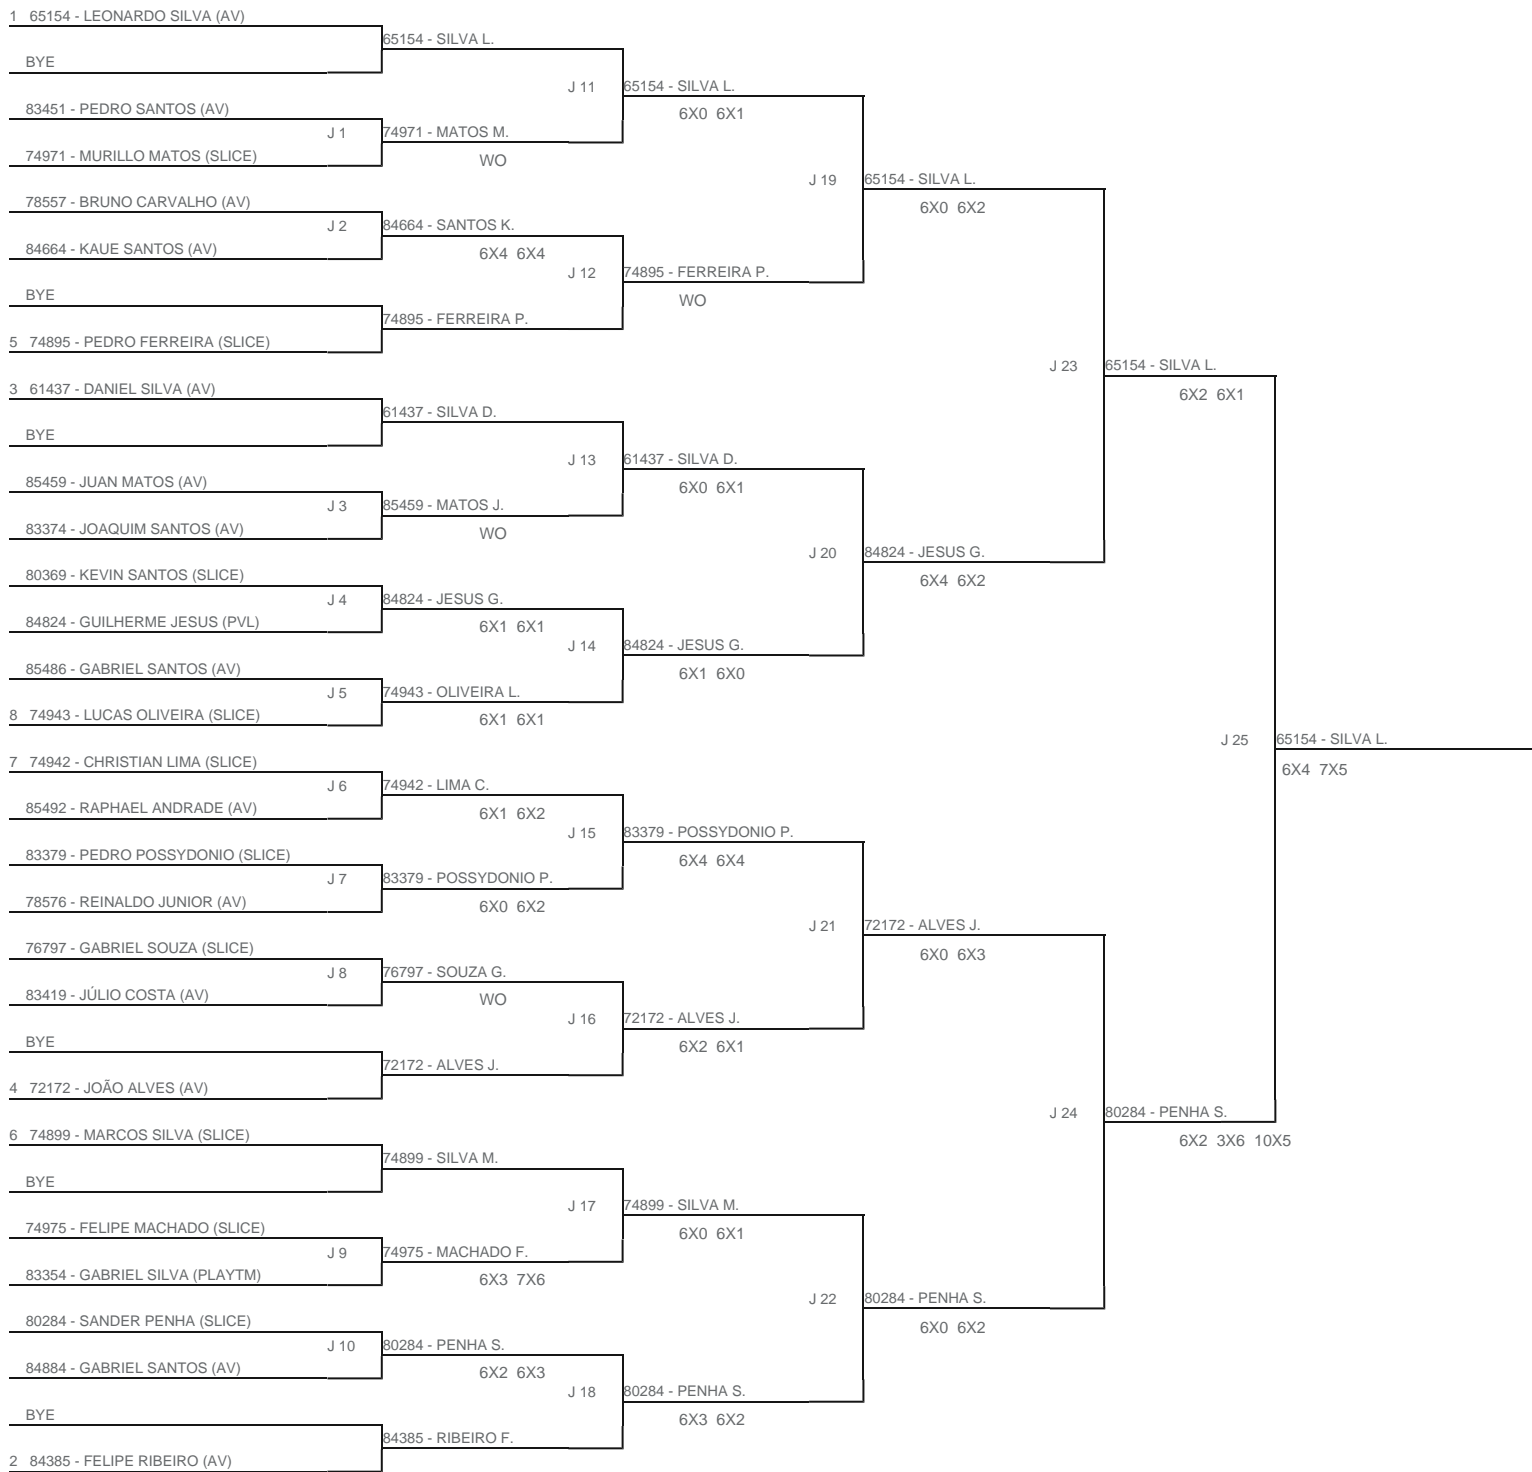 1 65154 - LEONARDO SILVA (AV)
65154 - SILVA L.
BYE
J 11 65154 - SILVA L.
83451 - PEDRO SANTOS (AV)
6X0 6X1
J 1 74971 - MATOS M.
74971 - MURILLO MATOS (SLICE)
WO
J 19 65154 - SILVA L.
78557 - BRUNO CARVALHO (AV)
6X0 6X2
J 2 84664 - SANTOS K.
84664 - KAUE SANTOS (AV)
6X4 6X4
J 12 74895 - FERREIRA P.
BYE
WO
74895 - FERREIRA P.
5 74895 - PEDRO FERREIRA (SLICE)
J 23 65154 - SILVA L.
3 61437 - DANIEL SILVA (AV)
6X2 6X1
61437 - SILVA D.
BYE
J 13 61437 - SILVA D.
85459 - JUAN MATOS (AV)
6X0 6X1
J 3 85459 - MATOS J.
83374 - JOAQUIM SANTOS (AV)
WO
J 20 84824 - JESUS G.
80369 - KEVIN SANTOS (SLICE)
6X4 6X2
J 4 84824 - JESUS G.
84824 - GUILHERME JESUS (PVL)
6X1 6X1
J 14 84824 - JESUS G.
85486 - GABRIEL SANTOS (AV)
6X1 6X0
J 5 74943 - OLIVEIRA L.
8 74943 - LUCAS OLIVEIRA (SLICE)
6X1 6X1
J 25 65154 - SILVA L.
7 74942 - CHRISTIAN LIMA (SLICE)
6X4 7X5
J 6 74942 - LIMA C.
85492 - RAPHAEL ANDRADE (AV)
6X1 6X2
J 15 83379 - POSSYDONIO P.
83379 - PEDRO POSSYDONIO (SLICE)
6X4 6X4
J 7 83379 - POSSYDONIO P.
78576 - REINALDO JUNIOR (AV)
6X0 6X2
J 21 72172 - ALVES J.
76797 - GABRIEL SOUZA (SLICE)
6X0 6X3
J 8 76797 - SOUZA G.
83419 - JÚLIO COSTA (AV)
WO
J 16 72172 - ALVES J.
BYE
6X2 6X1
72172 - ALVES J.
4 72172 - JOÃO ALVES (AV)
J 24 80284 - PENHA S.
6 74899 - MARCOS SILVA (SLICE)
6X2 3X6 10X5
74899 - SILVA M.
BYE
J 17 74899 - SILVA M.
74975 - FELIPE MACHADO (SLICE)
6X0 6X1
J 9 74975 - MACHADO F.
83354 - GABRIEL SILVA (PLAYTM)
6X3 7X6
J 22 80284 - PENHA S.
80284 - SANDER PENHA (SLICE)
6X0 6X2
J 10 80284 - PENHA S.
84884 - GABRIEL SANTOS (AV)
6X2 6X3
J 18 80284 - PENHA S.
BYE
6X3 6X2
84385 - RIBEIRO F.
2 84385 - FELIPE RIBEIRO (AV)